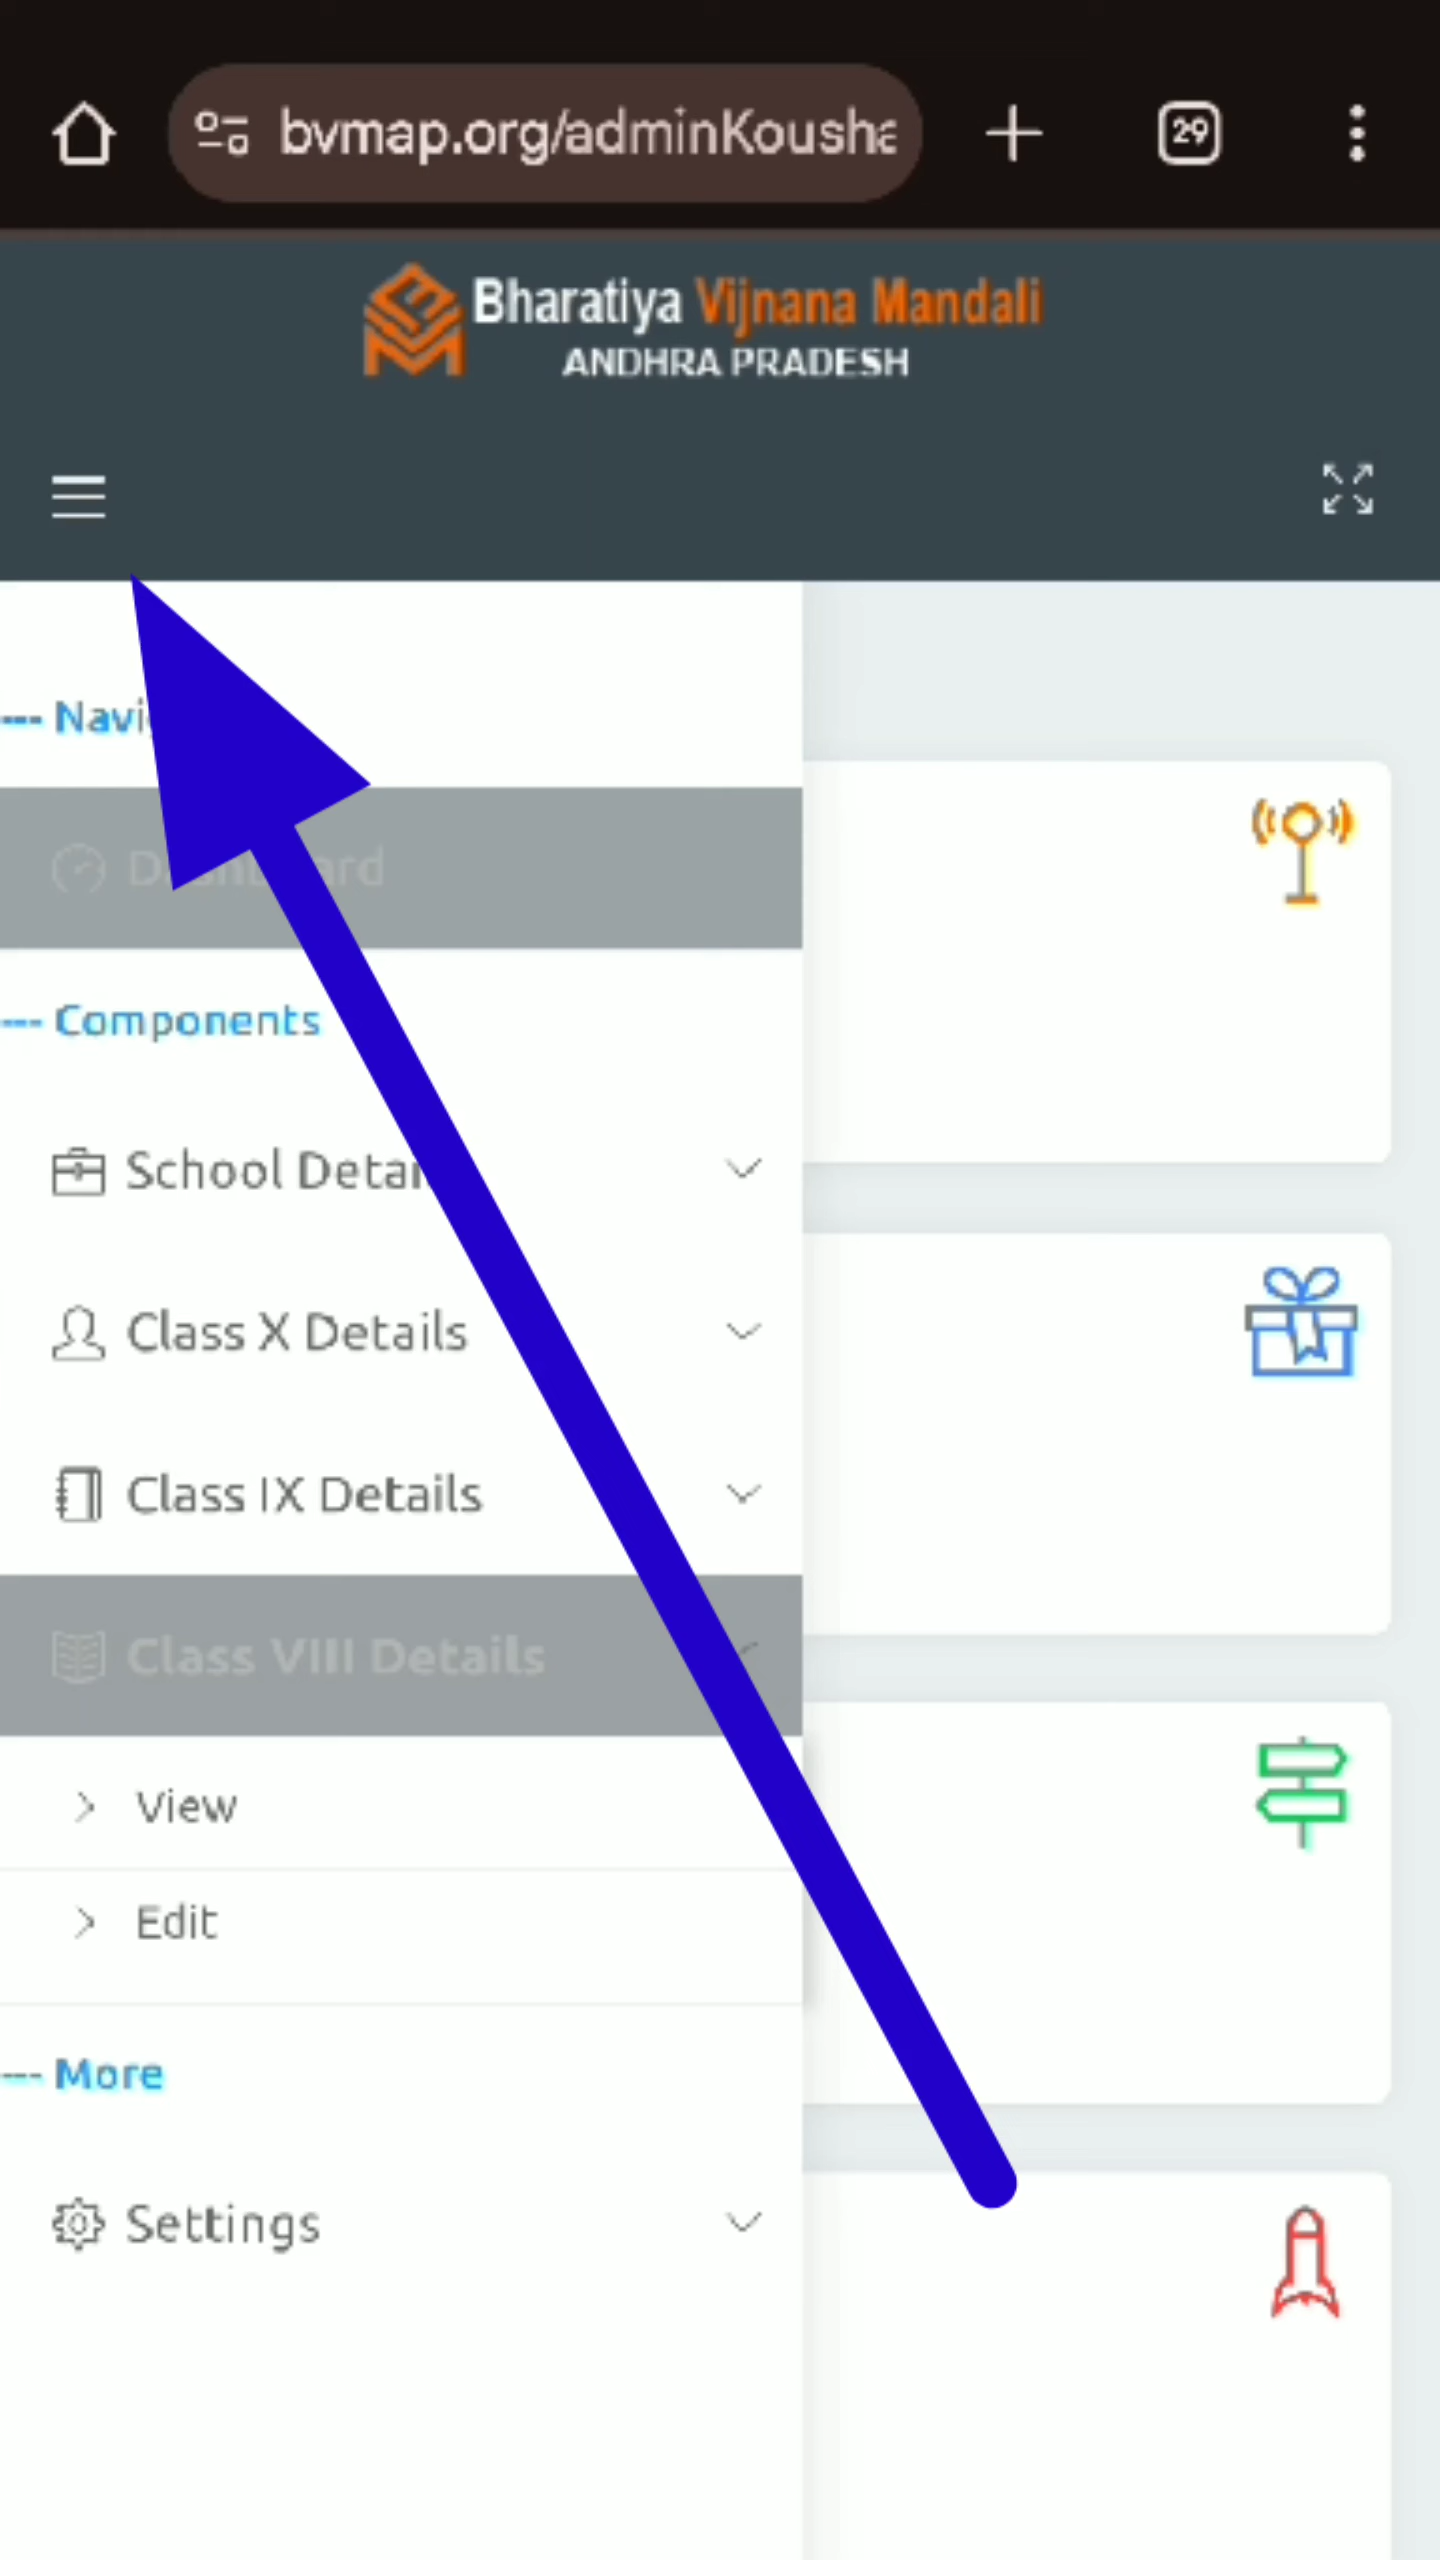 bvmap.org/adminKousha
29
Bharatiya Vijnana Mandali
ANDHRA PRADESH
--- Navi
Dashboard
--- Components
School Detai
Class X Details
Class IX Details
Class VIII Details
View
Edit
--- More
Settings